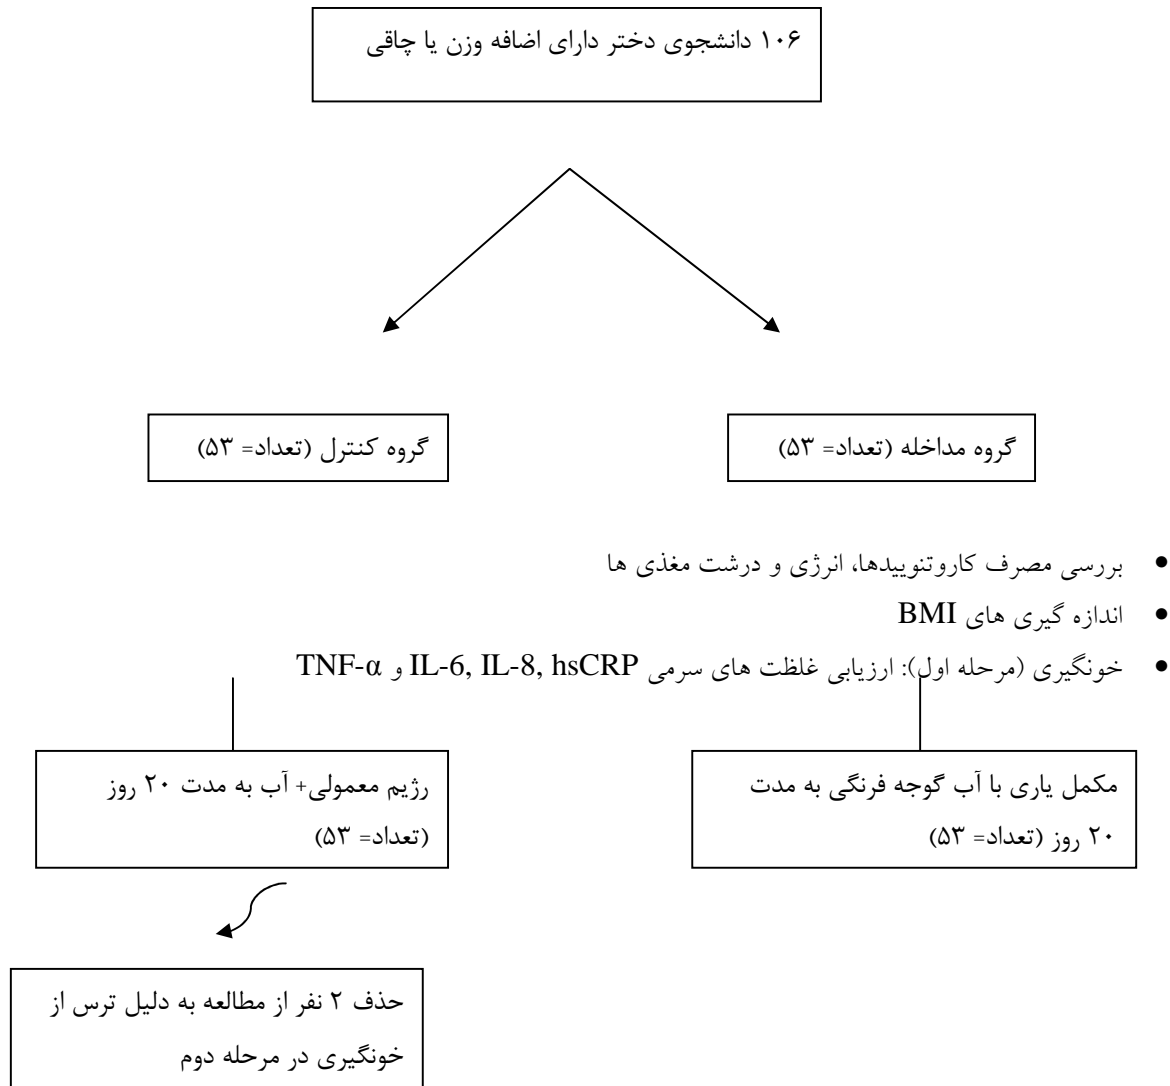 ۱۰۶ دانشجوی دختر دارای اضافه وزن یا چاقی
گروه مداخله (تعداد= ۵۳)
گروه کنترل (تعداد= ۵۳)
• بررسی مصرف کاروتنوییدها، انرژی و درشت مغذی ها
• اندازه گیری های BMI
• خونگیری (مرحله اول): ارزیابی غلظت های سرمی IL-6, IL-8, hsCRP و TNF-α
مکمل یاری با آب گوجه فرنگی به مدت
۲۰ روز (تعداد= ۵۳)
رژیم معمولی+ آب به مدت ۲۰ روز
(تعداد= ۵۳)
حذف ۲ نفر از مطالعه به دلیل ترس از
خونگیری در مرحله دوم